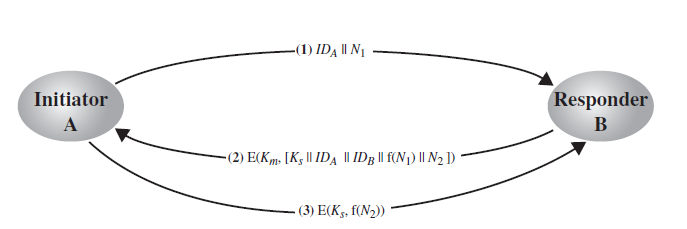 (1) ID_A || N_1
Initiator
A
Responder
B
(2) E(K_m, [K_s || ID_A || ID_B || f(N_1) || N_2 ])
(3) E(K_s, f(N_2))